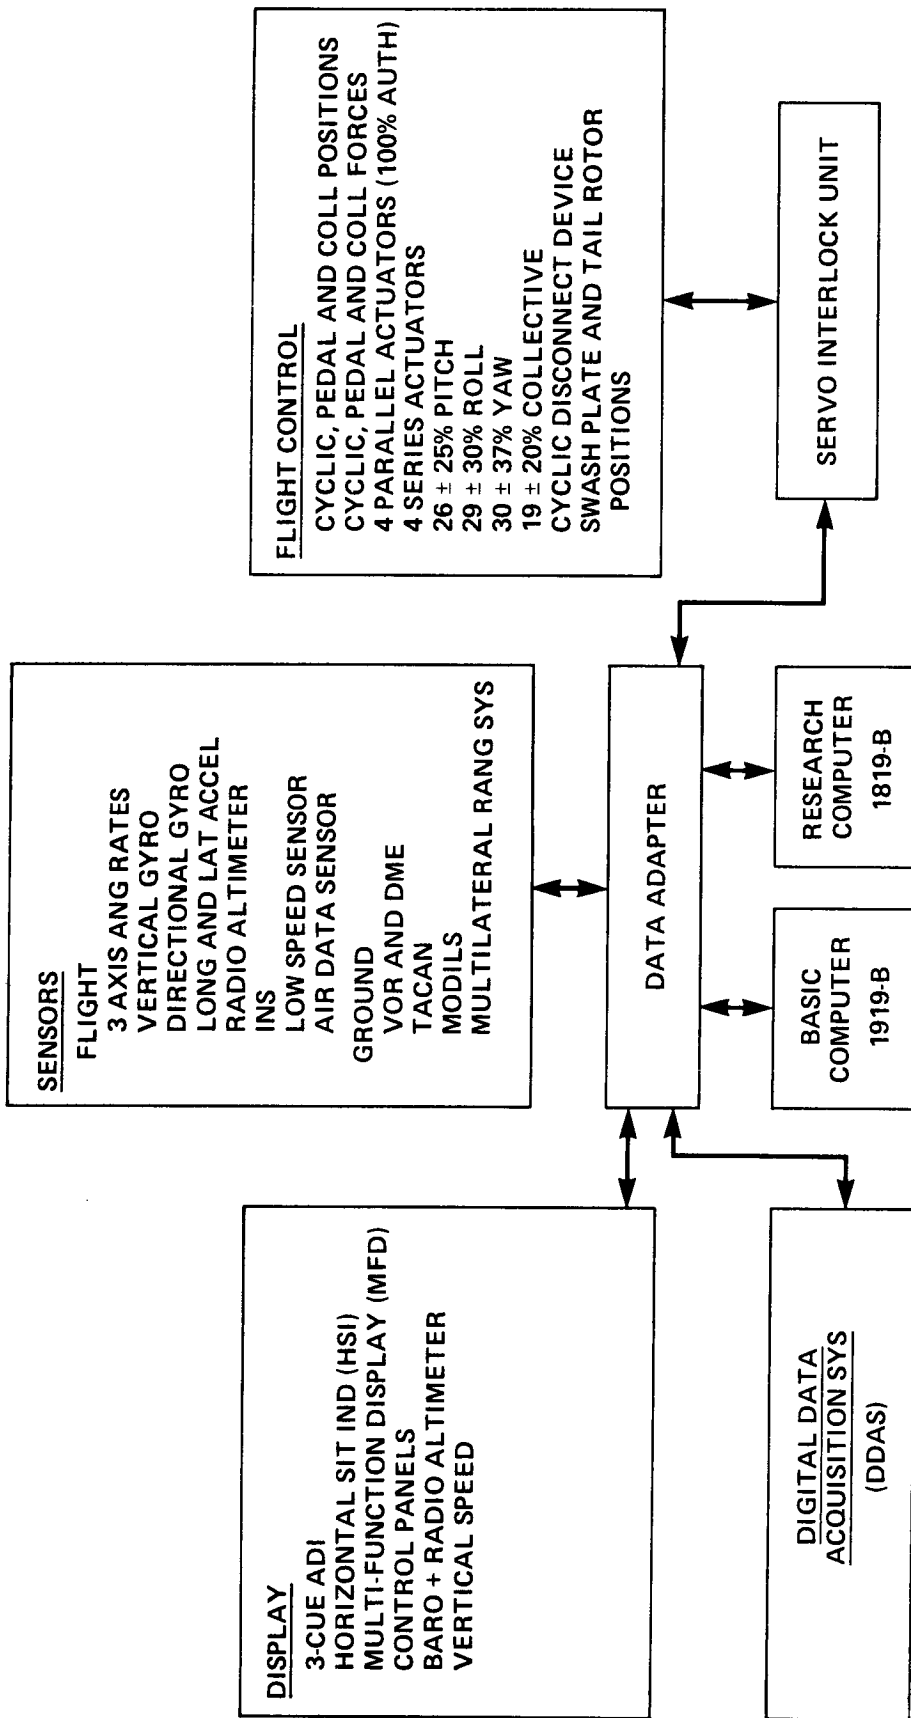 DISPLAY
3-CUE ADI
HORIZONTAL SIT IND (HSI)
MULTI-FUNCTION DISPLAY (MFD)
CONTROL PANELS
BARO + RADIO ALTIMETER
VERTICAL SPEED
SENSORS
FLIGHT
3 AXIS ANG RATES
VERTICAL GYRO
DIRECTIONAL GYRO
LONG AND LAT ACCEL
RADIO ALTIMETER
INS
LOW SPEED SENSOR
AIR DATA SENSOR
GROUND
VOR AND DME
TACAN
MODILS
MULTILATERAL RANG SYS
FLIGHT CONTROL
CYCLIC, PEDAL AND COLL POSITIONS
CYCLIC, PEDAL AND COLL FORCES
4 PARALLEL ACTUATORS (100% AUTH)
4 SERIES ACTUATORS
26 ± 25% PITCH
29 ± 30% ROLL
30 ± 37% YAW
19 ± 20% COLLECTIVE
CYCLIC DISCONNECT DEVICE
SWASH PLATE AND TAIL ROTOR
POSITIONS
DATA ADAPTER
DIGITAL DATA
ACQUISITION SYS
(DDAS)
BASIC
COMPUTER
1919-B
RESEARCH
COMPUTER
1819-B
SERVO INTERLOCK UNIT